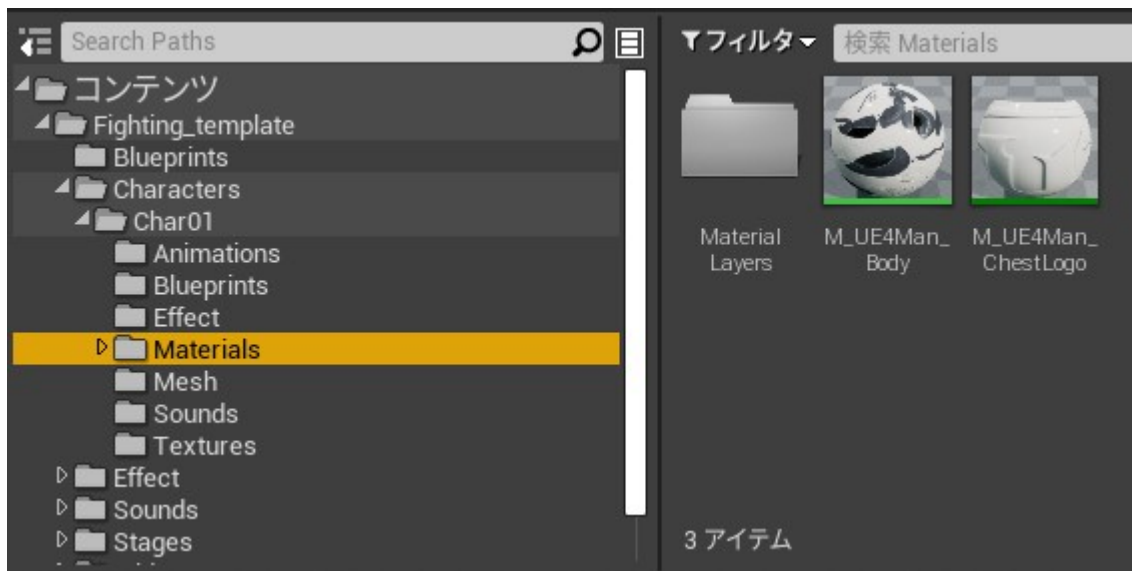 Search Paths
コンテンツ
Fighting_template
Blueprints
Characters
Char01
Animations
Blueprints
Effect
Materials
Mesh
Sounds
Textures
Effect
Sounds
Stages
フィルタ
検索 Materials
Material
Layers
M_UE4Man_
Body
M_UE4Man_
ChestLogo
3 アイテム